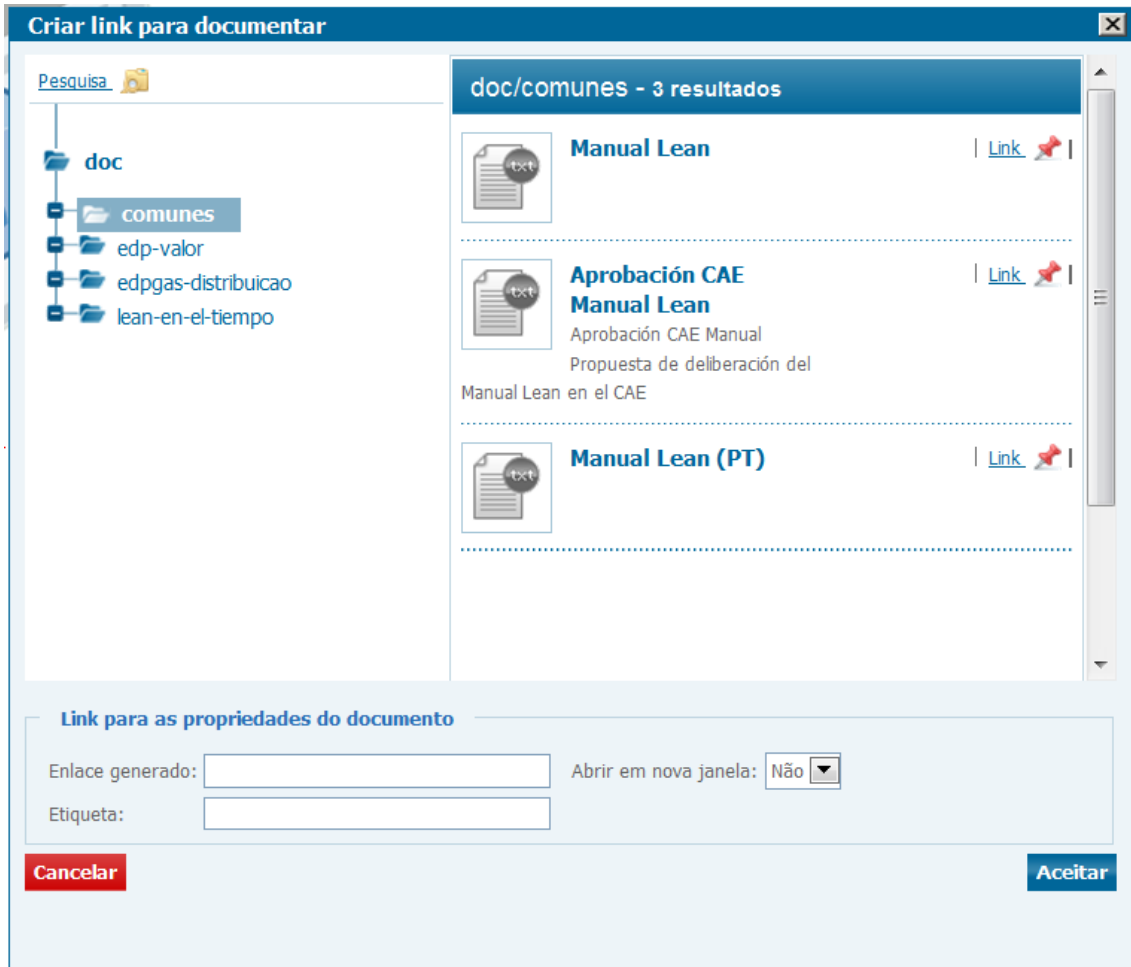 Criar link para documentar
Pesquisa
doc
comunes
edp-valor
edpgas-distribuicao
lean-en-el-tiempo
doc/comunes - 3 resultados
txt
Manual Lean
| Link |
txt
Aprobación CAE
Manual Lean
| Link |
Aprobación CAE Manual
Propuesta de deliberación del
Manual Lean en el CAE
txt
Manual Lean (PT)
| Link |
Link para as propriedades do documento
Enlace generado:
Abrir em nova janela: Não
Etiqueta:
Cancelar
Aceitar